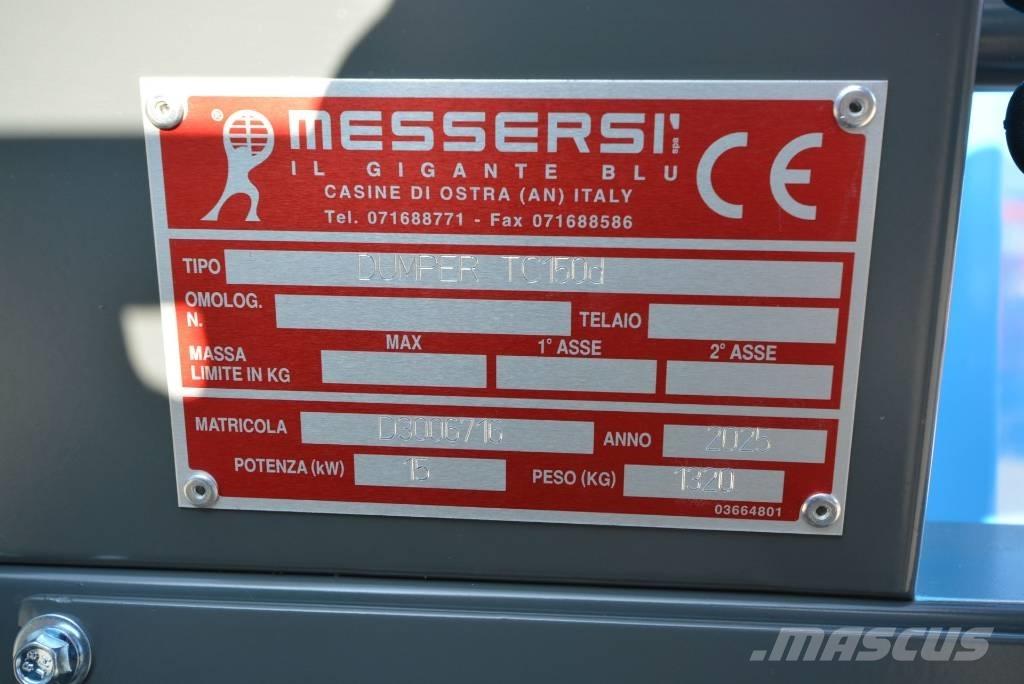 ®
MESSERSI' spa
IL GIGANTE BLU
CASINE DI OSTRA (AN) ITALY
Tel. 071688771 - Fax 071688586
CE
TIPO DUMPER TC150d
OMOLOG. N. TELAIO
MASSA LIMITE IN KG MAX 1° ASSE 2° ASSE
MATRICOLA D3006716 ANNO 2025
POTENZA (kW) 15 PESO (KG) 1320
03664801
MASCUS